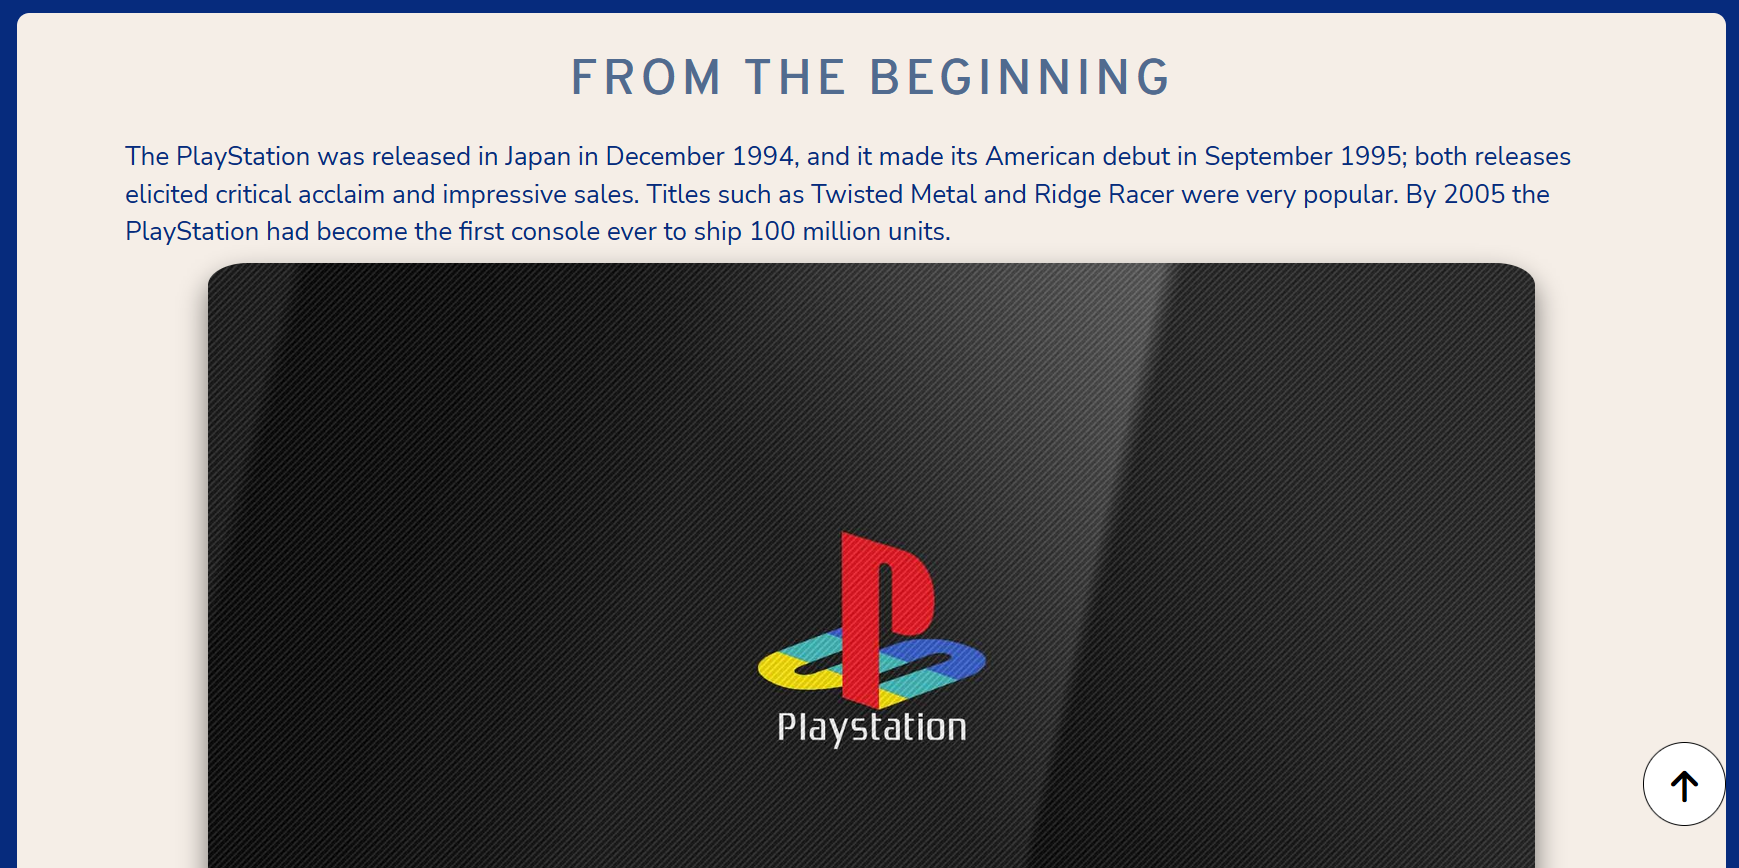 FROM THE BEGINNING
The PlayStation was released in Japan in December 1994, and it made its American debut in September 1995; both releases
elicited critical acclaim and impressive sales. Titles such as Twisted Metal and Ridge Racer were very popular. By 2005 the
PlayStation had become the first console ever to ship 100 million units.
Playstation